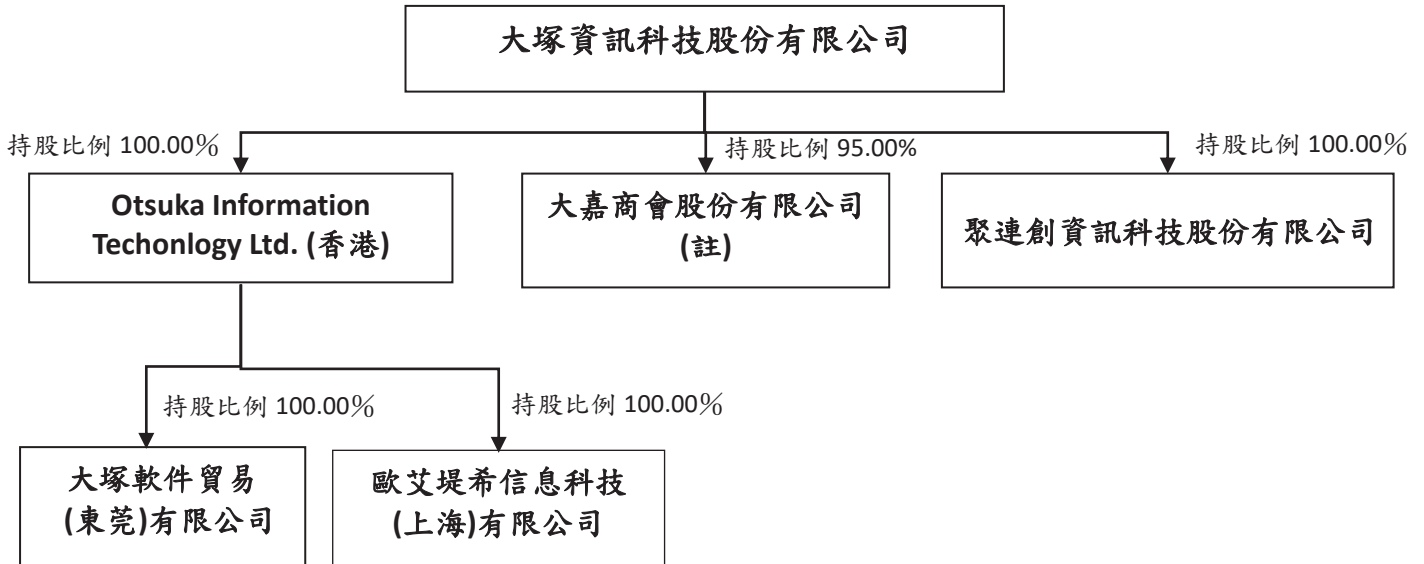 大塚資訊科技股份有限公司
持股比例 100.00%
持股比例 95.00%
持股比例 100.00%
Otsuka Information
Techonlogy Ltd. (香港)
大嘉商會股份有限公司
(註)
聚連創資訊科技股份有限公司
持股比例 100.00%
持股比例 100.00%
大塚軟件貿易
(東莞)有限公司
歐艾堤希信息科技
(上海)有限公司